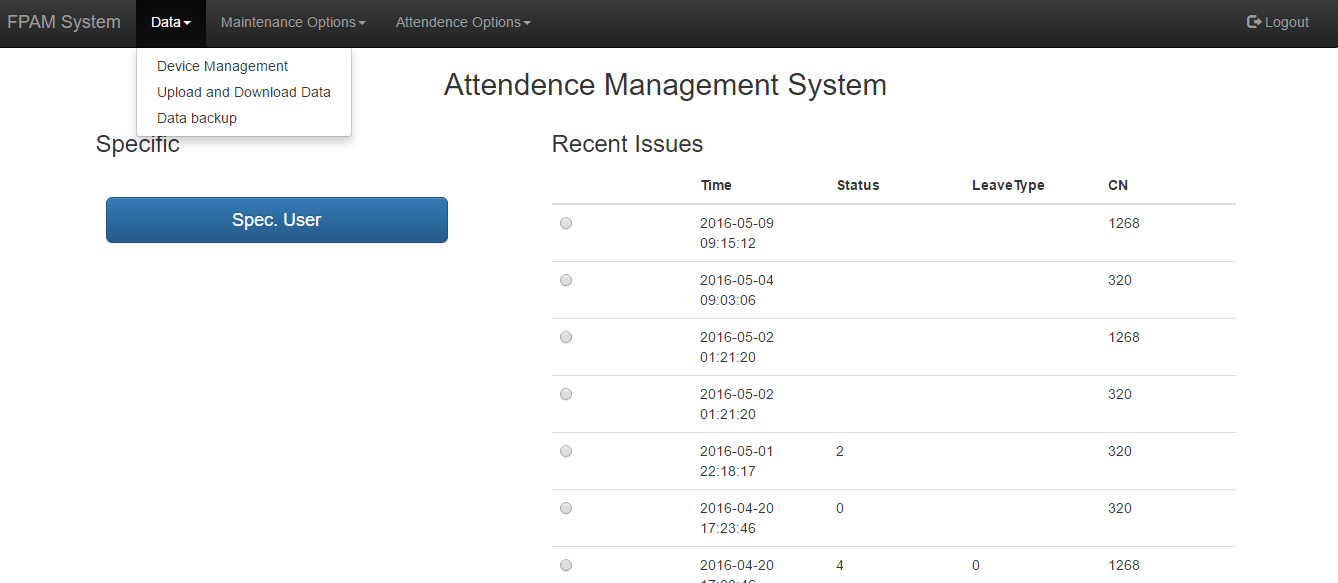 FPAM System Data Maintenance Options Attendence Options Logout
Device Management
Upload and Download Data
Data backup
Attendence Management System
Specific
Spec. User
Recent Issues
Time Status LeaveType CN
2016-05-09 1268
09:15:12
2016-05-04 320
09:03:06
2016-05-02 1268
01:21:20
2016-05-02 320
01:21:20
2016-05-01 2 320
22:18:17
2016-04-20 0 320
17:23:46
2016-04-20 4 0 1268